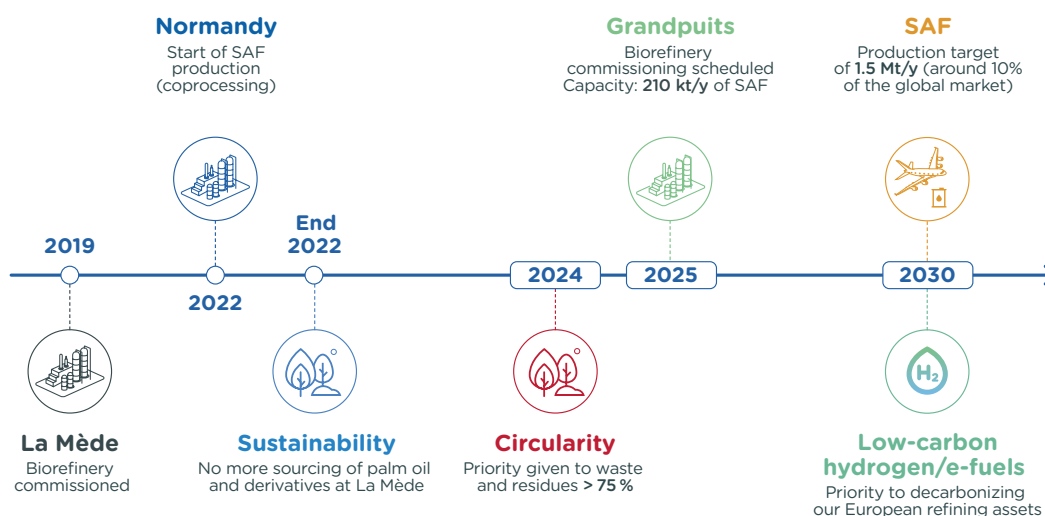 Normandy
Start of SAF
production
(coprocessing)
Grandpuits
Biorefinery
commissioning scheduled
Capacity: 210 kt/y of SAF
SAF
Production target
of 1.5 Mt/y (around 10%
of the global market)
2019
2022
End
2022
2024
2025
2030
La Mède
Biorefinery
commissioned
Sustainability
No more sourcing of palm oil
and derivatives at La Mède
Circularity
Priority given to waste
and residues > 75 %
H₂
Low-carbon
hydrogen/e-fuels
Priority to decarbonizing
our European refining assets